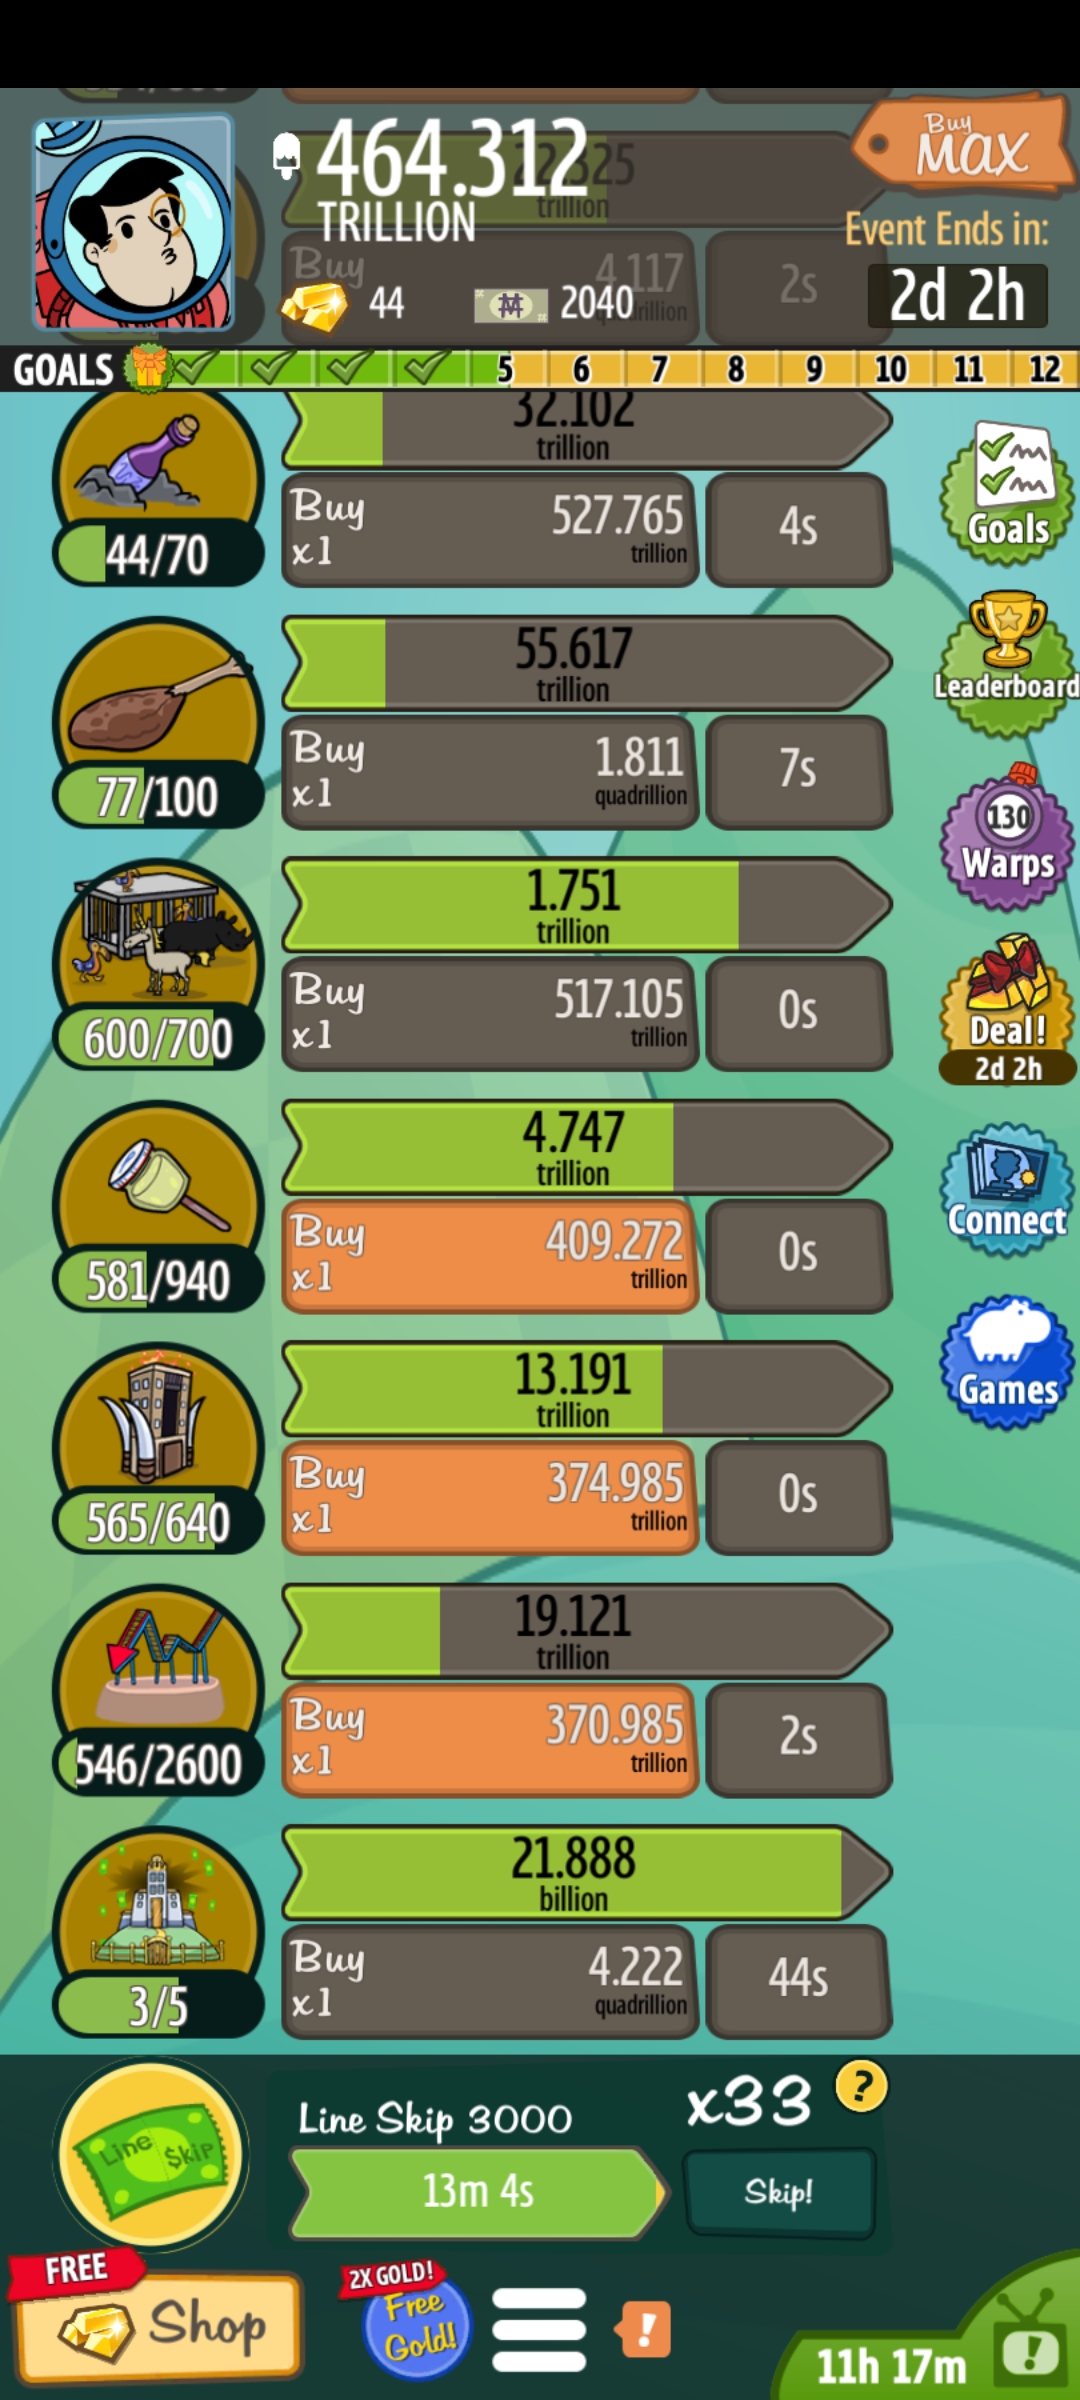 464.312
TRILLION
44
2040
Buy
MAX
Event Ends in:
2d 2h
trillion
Buy
4.117
2s
GOALS
5
6
7
8
9
10
11
12
32.102
trillion
Buy
x1
527.765
trillion
4s
44/70
Goals
55.617
trillion
Buy
x1
1.811
quadrillion
7s
77/100
Leaderboard
130
Warps
1.751
trillion
Buy
x1
517.105
trillion
0s
600/700
Deal!
2d 2h
4.747
trillion
Buy
x1
409.272
trillion
0s
581/940
Connect
13.191
trillion
Buy
x1
374.985
trillion
0s
565/640
Games
19.121
trillion
Buy
x1
370.985
trillion
2s
546/2600
21.888
billion
Buy
x1
4.222
quadrillion
44s
3/5
Line $kip
Line Skip 3000
x33
?
13m 4s
Skip!
FREE
Shop
2X GOLD!
Free
Gold!
!
11h 17m
!